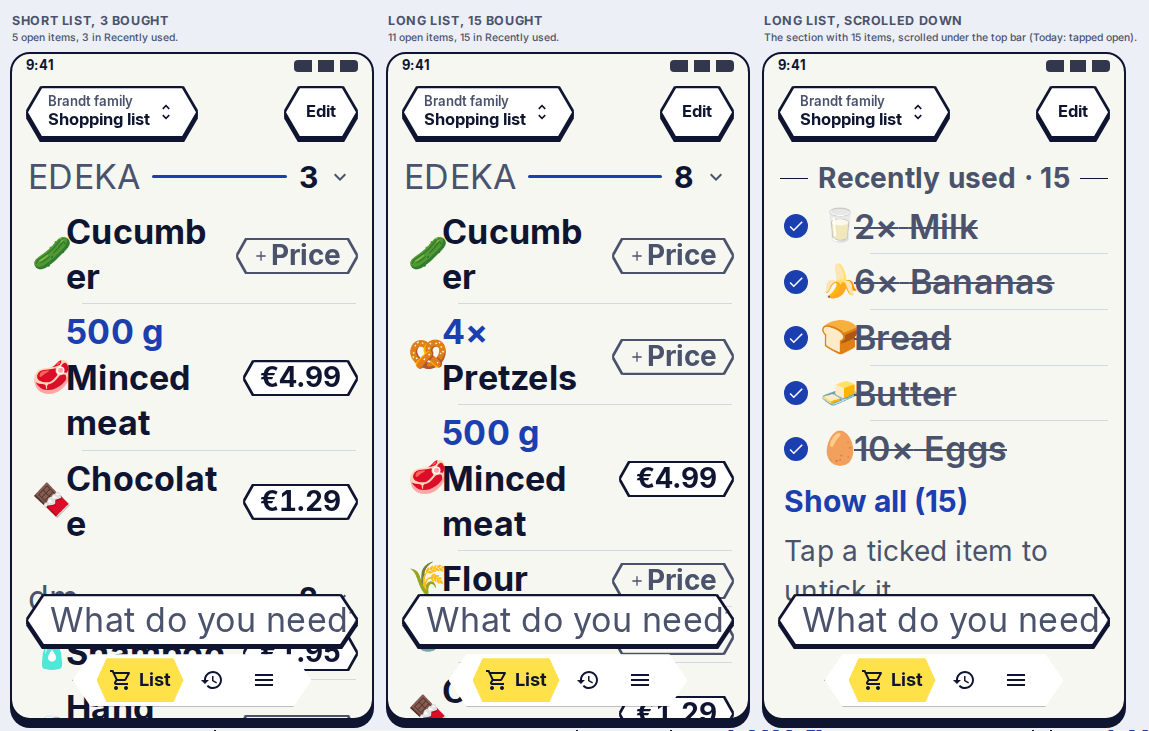 SHORT LIST, 3 BOUGHT
5 open items, 3 in Recently used.
9:41
Brandt family
Shopping list
Edit
EDEKA 3
Cucumb
er
+ Price
500 g
Minced
meat
€4.99
Chocolat
e
€1.29
What do you need
Shampoo
List
Hand
LONG LIST, 15 BOUGHT
11 open items, 15 in Recently used.
9:41
Brandt family
Shopping list
Edit
EDEKA 8
Cucumb
er
+ Price
4×
Pretzels
+ Price
500 g
Minced
meat
€4.99
Flour
+ Price
What do you need
List
€1.29
LONG LIST, SCROLLED DOWN
The section with 15 items, scrolled under the top bar (Today: tapped open).
9:41
Brandt family
Shopping list
Edit
Recently used · 15
2× Milk
6× Bananas
Bread
Butter
10× Eggs
Show all (15)
Tap a ticked item to
untick it
What do you need
List